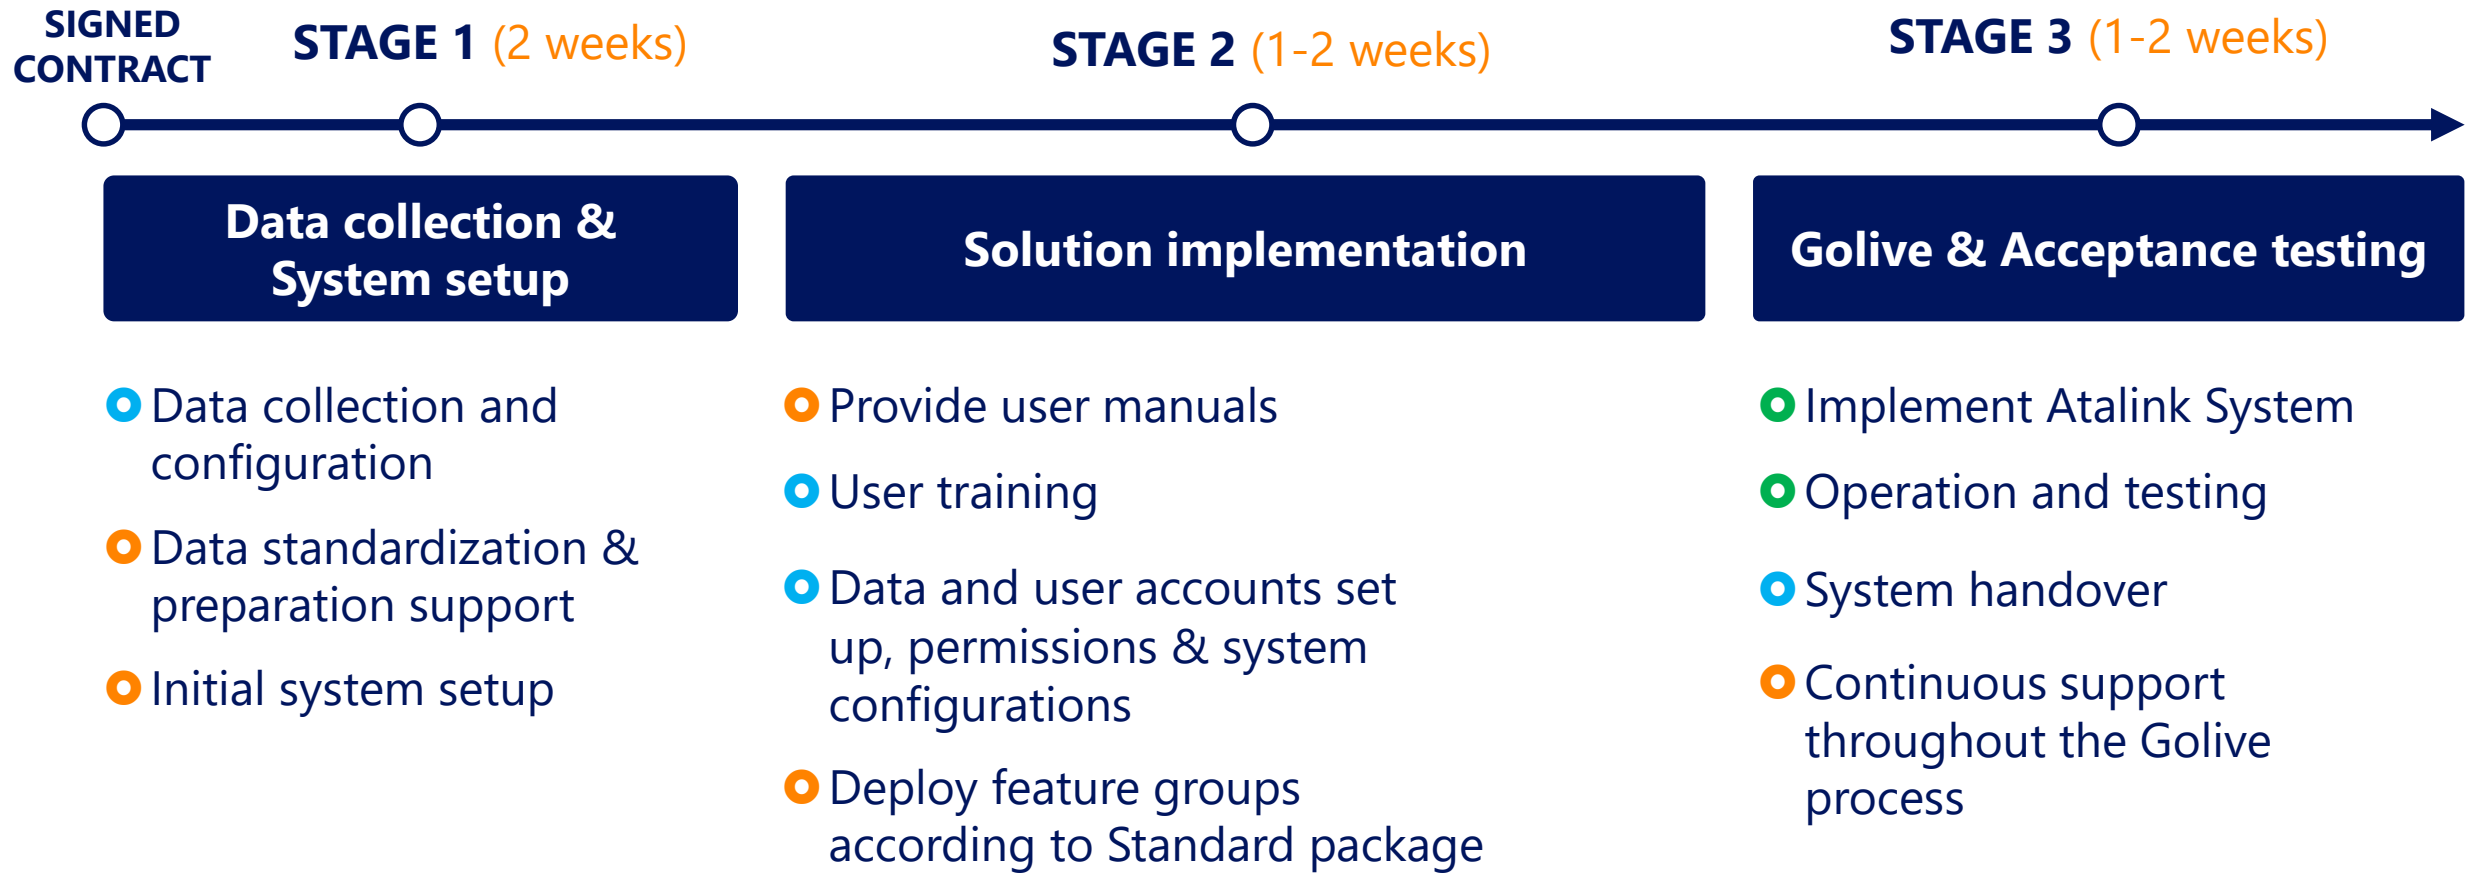 SIGNED
CONTRACT
STAGE 1 (2 weeks)
STAGE 2 (1-2 weeks)
STAGE 3 (1-2 weeks)
Data collection &
System setup
Solution implementation
Golive & Acceptance testing
Data collection and
configuration
Data standardization &
preparation support
Initial system setup
Provide user manuals
User training
Data and user accounts set
up, permissions & system
configurations
Deploy feature groups
according to Standard package
Implement Atalink System
Operation and testing
System handover
Continuous support
throughout the Golive
process